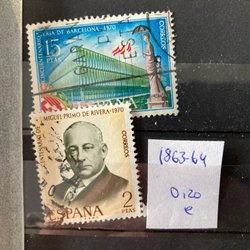 FERIA DE BARCELONA-1970
15
PTAS
CORREOS
MIGUEL PRIMO DE RIVERA-1970
CORREOS
ESPAÑA
2
PTAS
1863-64
0,20
e